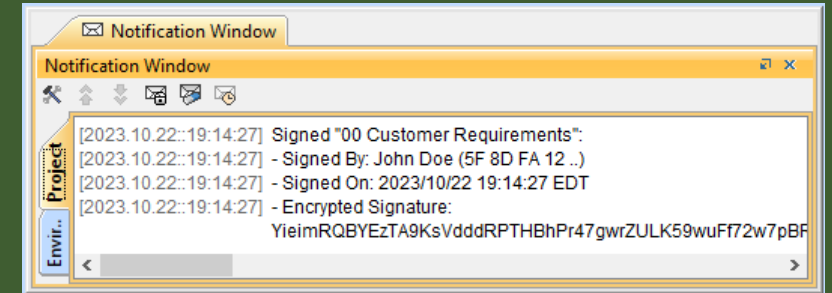 Notification Window
Notification Window
[2023.10.22::19:14:27] Signed "00 Customer Requirements":
[2023.10.22::19:14:27] - Signed By: John Doe (5F 8D FA 12 ..)
[2023.10.22::19:14:27] - Signed On: 2023/10/22 19:14:27 EDT
[2023.10.22::19:14:27] - Encrypted Signature:
YieimRQBYEzTA9KsVdddRPTHBhPr47gwrZULK59wuFf72w7pBF
Project
Envir..